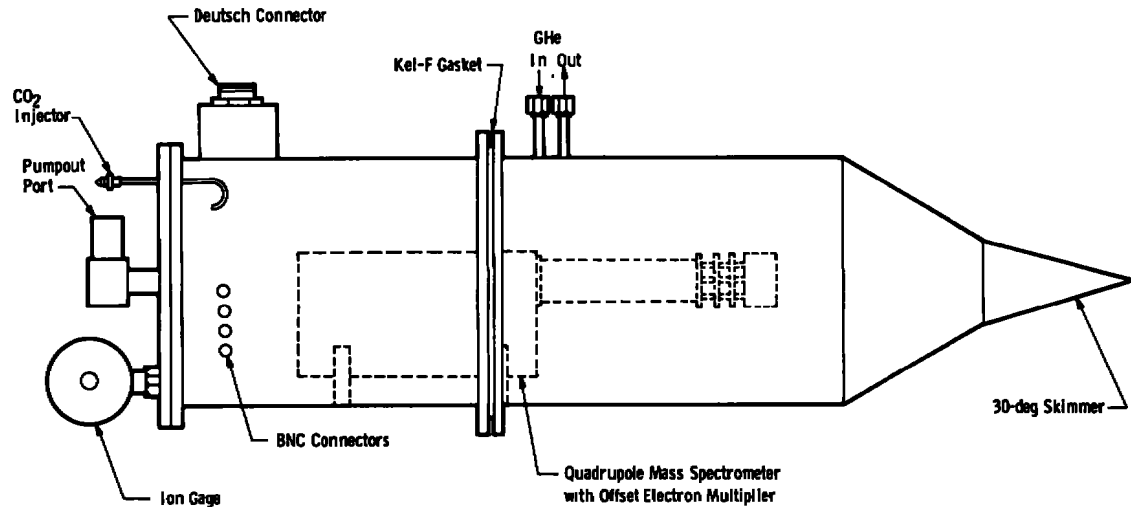 Deutsch Connector
GHe
In Out
Kel-F Gasket
CO2
Injector
Pumpout
Port
30-deg Skimmer
BNC Connectors
Quadrupole Mass Spectrometer
with Offset Electron Multiplier
Ion Gage